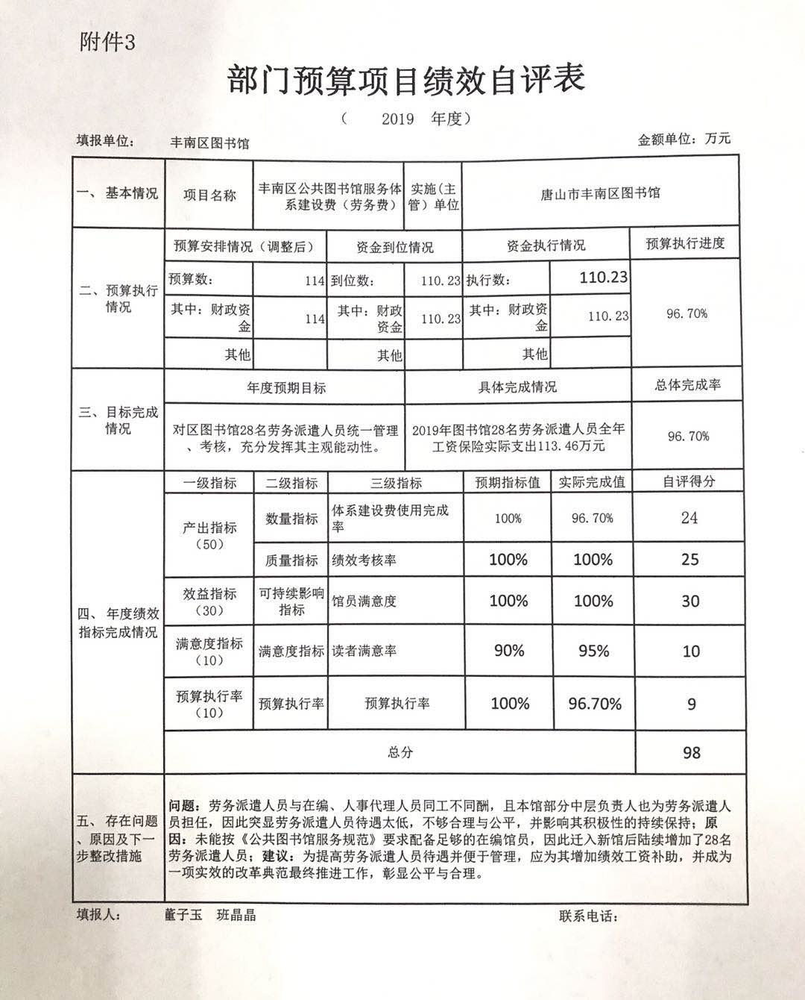 附件3
部门预算项目绩效自评表
（ 2019 年度）
填报单位： 丰南区图书馆 金额单位：万元
一、 基本情况 项目名称 丰南区公共图书馆服务体系建设费（劳务费） 实施(主管）单位 唐山市丰南区图书馆
二、预算执行情况 预算安排情况（调整后） 资金到位情况 资金执行情况 预算执行进度
预算数： 114 到位数： 110.23 执行数： 110.23 96.70%
其中：财政资金 114 其中：财政资金 110.23 其中：财政资金 110.23
其他 其他 其他
三、目标完成情况 年度预期目标 具体完成情况 总体完成率
对区图书馆28名劳务派遣人员统一管理、考核，充分发挥其主观能动性。 2019年图书馆28名劳务派遣人员全年工资保险实际支出113.46万元 96.70%
四、 年度绩效指标完成情况 一级指标 二级指标 三级指标 预期指标值 实际完成值 自评得分
产出指标（50） 数量指标 体系建设费使用完成率 100% 96.70% 24
质量指标 绩效考核率 100% 100% 25
效益指标（30） 可持续影响指标 馆员满意度 100% 100% 30
满意度指标（10） 满意度指标 读者满意率 90% 95% 10
预算执行率（10） 预算执行率 预算执行率 100% 96.70% 9
总分 98
五、 存在问题、原因及下一步整改措施
问题：劳务派遣人员与在编、人事代理人员同工不同酬，且本馆部分中层负责人也为劳务派遣人
员担任，因此突显劳务派遣人员待遇太低，不够合理与公平，并影响其积极性的持续保持；原
因：未能按《公共图书馆服务规范》要求配备足够的在编馆员，因此迁入新馆后陆续增加了28名
劳务派遣人员；建议：为提高劳务派遣人员待遇并便于管理，应为其增加绩效工资补助，并成为
一项实效的改革典范最终推进工作，彰显公平与合理。
填报人： 董子玉 班晶晶 联系电话：